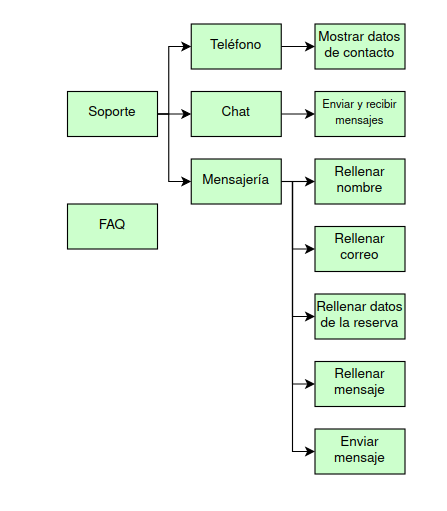 Teléfono
Mostrar datos
de contacto
Soporte
Chat
Enviar y recibir
mensajes
Mensajería
Rellenar
nombre
FAQ
Rellenar
correo
Rellenar datos
de la reserva
Rellenar
mensaje
Enviar
mensaje